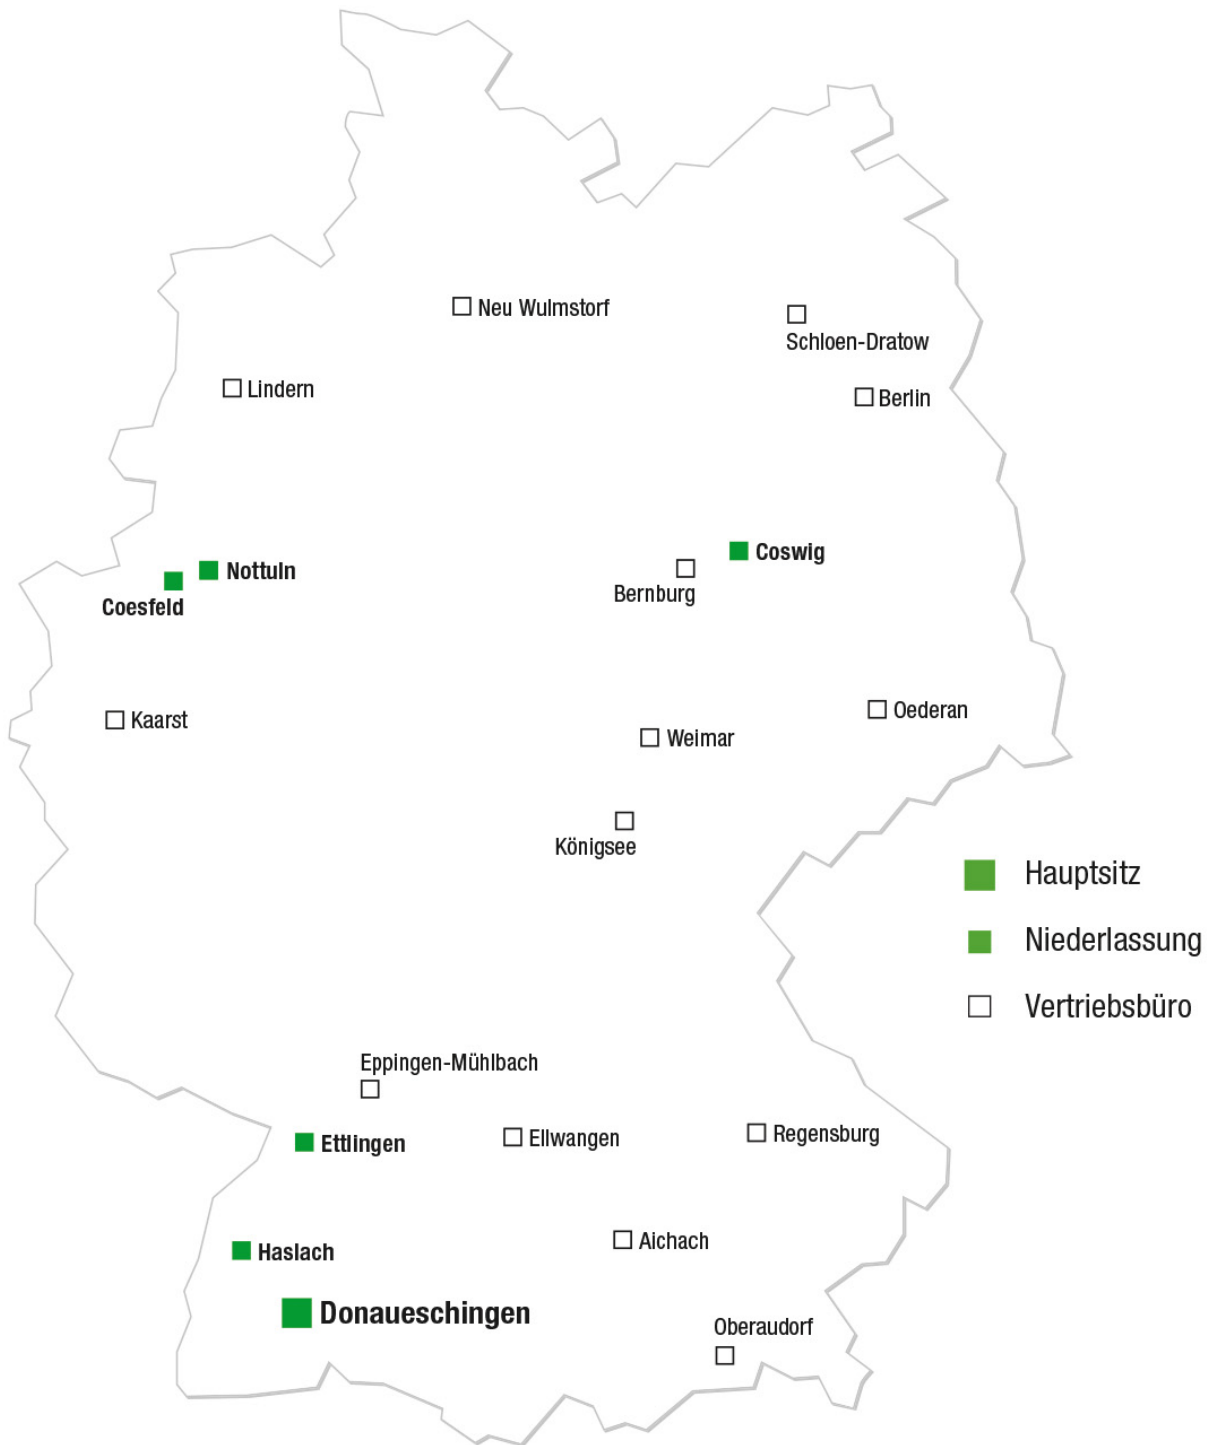 Neu Wulmstorf
Schloen-Dratow
Lindern
Berlin
Coswig
Nottuln
Bernburg
Coesfeld
Oederan
Kaarst
Weimar
Königsee
Hauptsitz
Niederlassung
Vertriebsbüro
Eppingen-Mühlbach
Ettlingen
Ellwangen
Regensburg
Aichach
Haslach
Donaueschingen
Oberaudorf